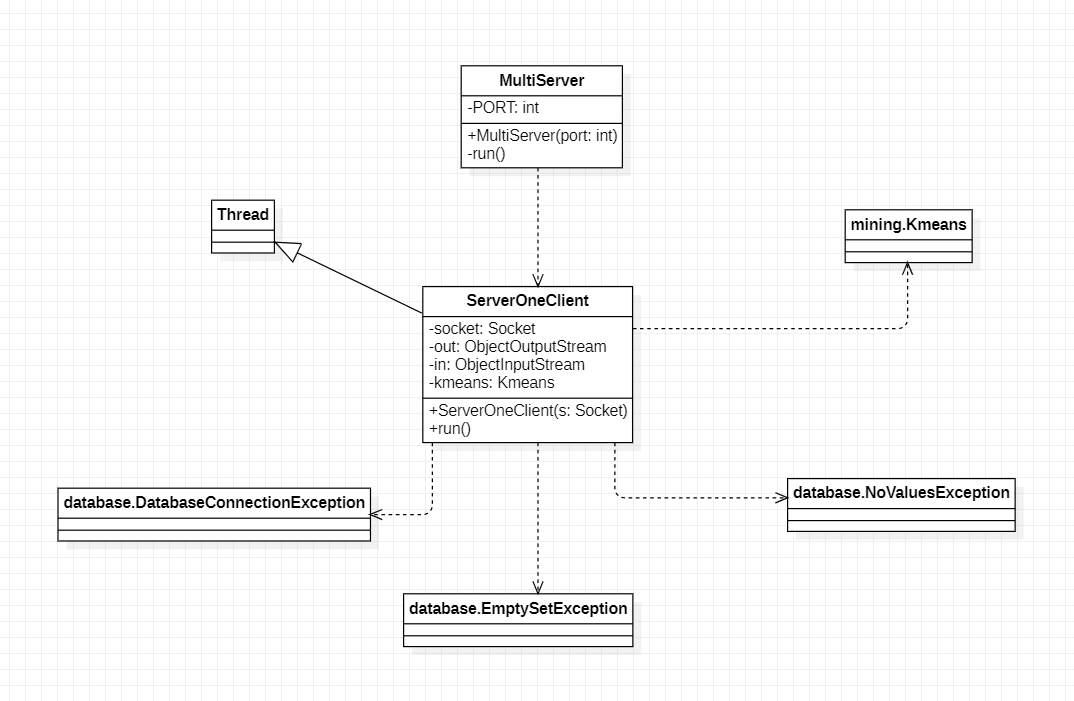 MultiServer
-PORT: int
+MultiServer(port: int)
-run()
Thread
mining.Kmeans
ServerOneClient
-socket: Socket
-out: ObjectOutputStream
-in: ObjectInputStream
-kmeans: Kmeans
+ServerOneClient(s: Socket)
+run()
database.DatabaseConnectionException
database.NoValuesException
database.EmptySetException